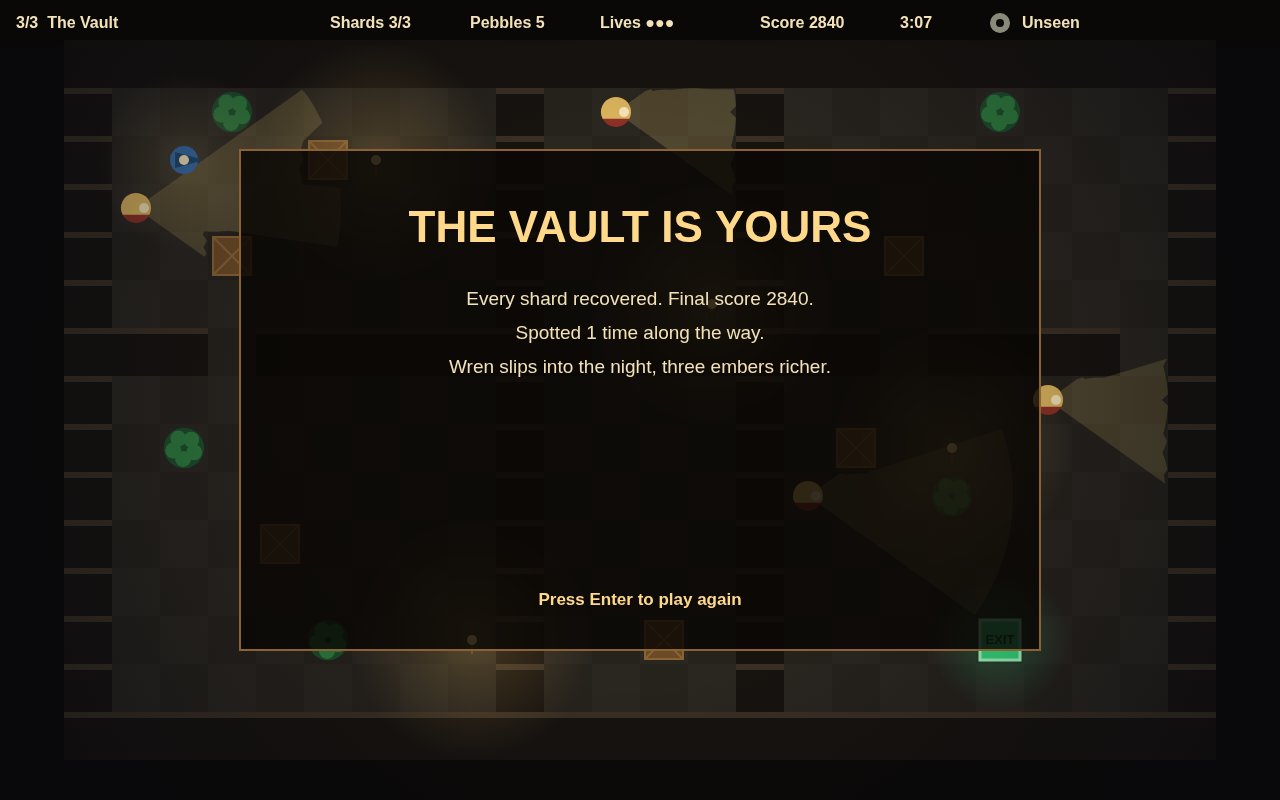 3/3 The Vault Shards 3/3 Pebbles 5 Lives ●●● Score 2840 3:07 Unseen
THE VAULT IS YOURS
Every shard recovered. Final score 2840.
Spotted 1 time along the way.
Wren slips into the night, three embers richer.
Press Enter to play again
EXIT